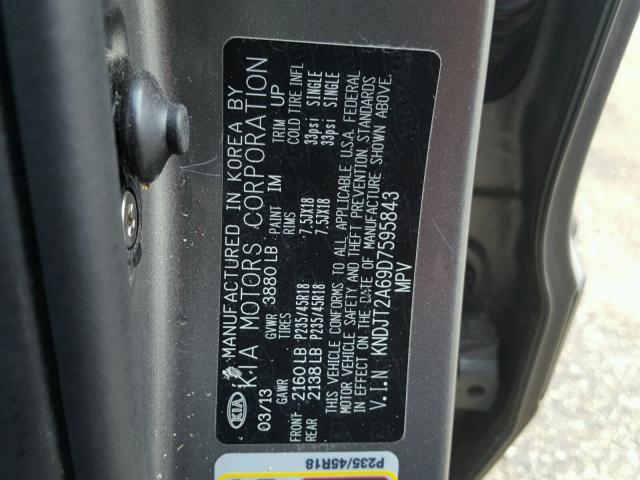 KIA
MANUFACTURED IN KOREA BY
KIA MOTORS CORPORATION
03/13 GVWR 3880 LB PAINT IM TRIM UP
GAWR TIRES RIMS COLD TIRE INFL
FRONT 2160 LB P235/45R18 7.5JX18 33psi SINGLE
REAR 2138 LB P235/45R18 7.5JX18 33psi SINGLE
THIS VEHICLE CONFORMS TO ALL APPLICABLE U.S.A. FEDERAL
MOTOR VEHICLE SAFETY AND THEFT PREVENTION STANDARDS
IN EFFECT ON THE DATE OF MANUFACTURE SHOWN ABOVE.
V.I.N KNDJT2A69D7595843
MPV
P235/45R18